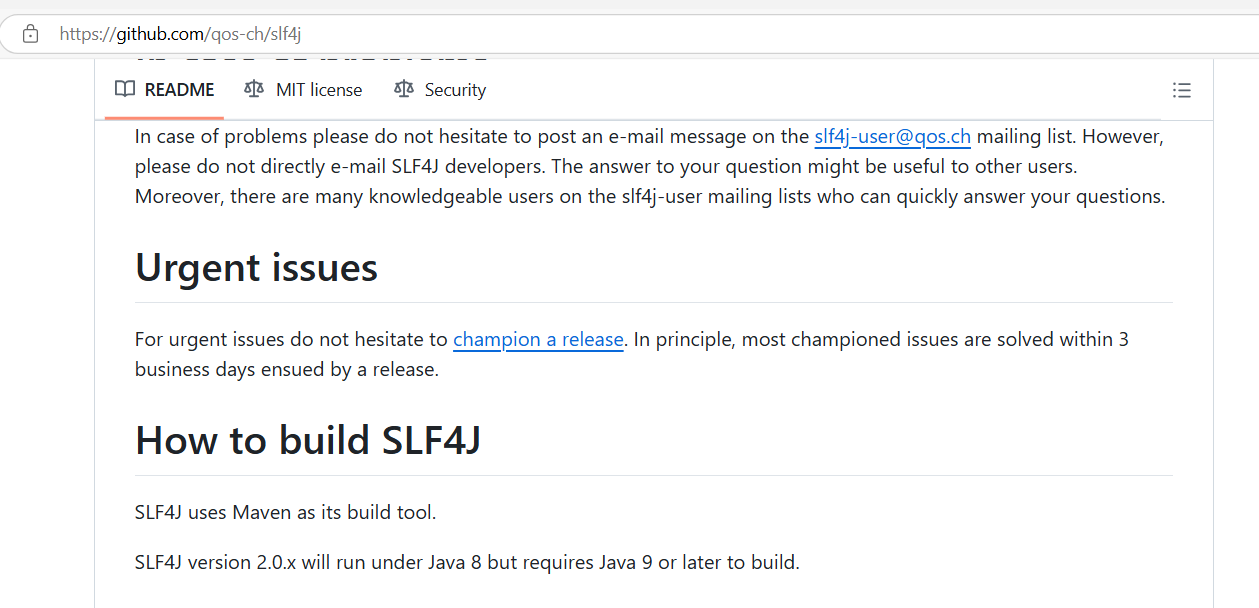 https://github.com/qos-ch/slf4j
README MIT license Security
In case of problems please do not hesitate to post an e-mail message on the slf4j-user@qos.ch mailing list. However,
please do not directly e-mail SLF4J developers. The answer to your question might be useful to other users.
Moreover, there are many knowledgeable users on the slf4j-user mailing lists who can quickly answer your questions.
Urgent issues
For urgent issues do not hesitate to champion a release. In principle, most championed issues are solved within 3
business days ensued by a release.
How to build SLF4J
SLF4J uses Maven as its build tool.
SLF4J version 2.0.x will run under Java 8 but requires Java 9 or later to build.